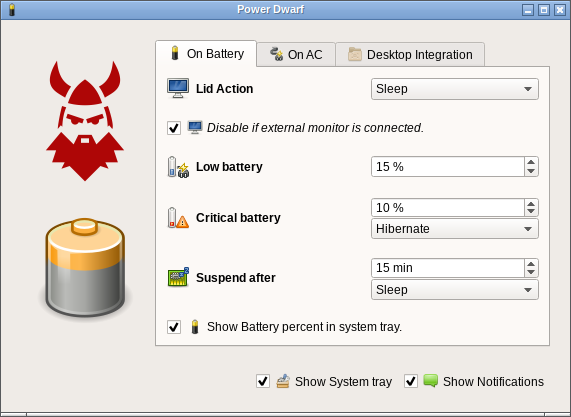 Power Dwarf
On Battery
On AC
Desktop Integration
Lid Action
Sleep
Disable if external monitor is connected.
Low battery
15 %
Critical battery
10 %
Hibernate
Suspend after
15 min
Sleep
Show Battery percent in system tray.
Show System tray
Show Notifications